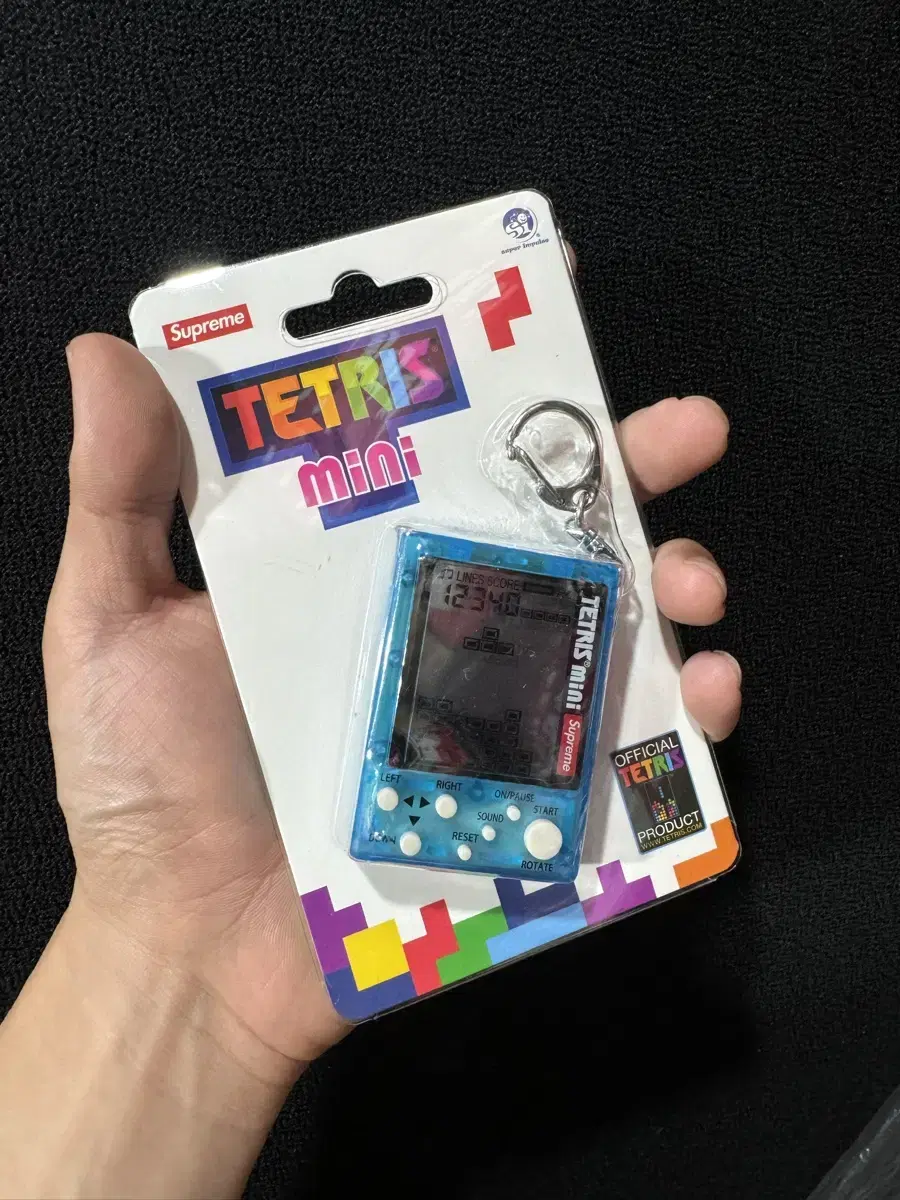 super impulse
Supreme
TETRIS®
mini
LINES SCORE
12340
TETRIS® mini Supreme
LEFT
RIGHT
DOWN
ON/PAUSE
SOUND
START
RESET
ROTATE
OFFICIAL
TETRIS
PRODUCT
WWW.TETRIS.COM